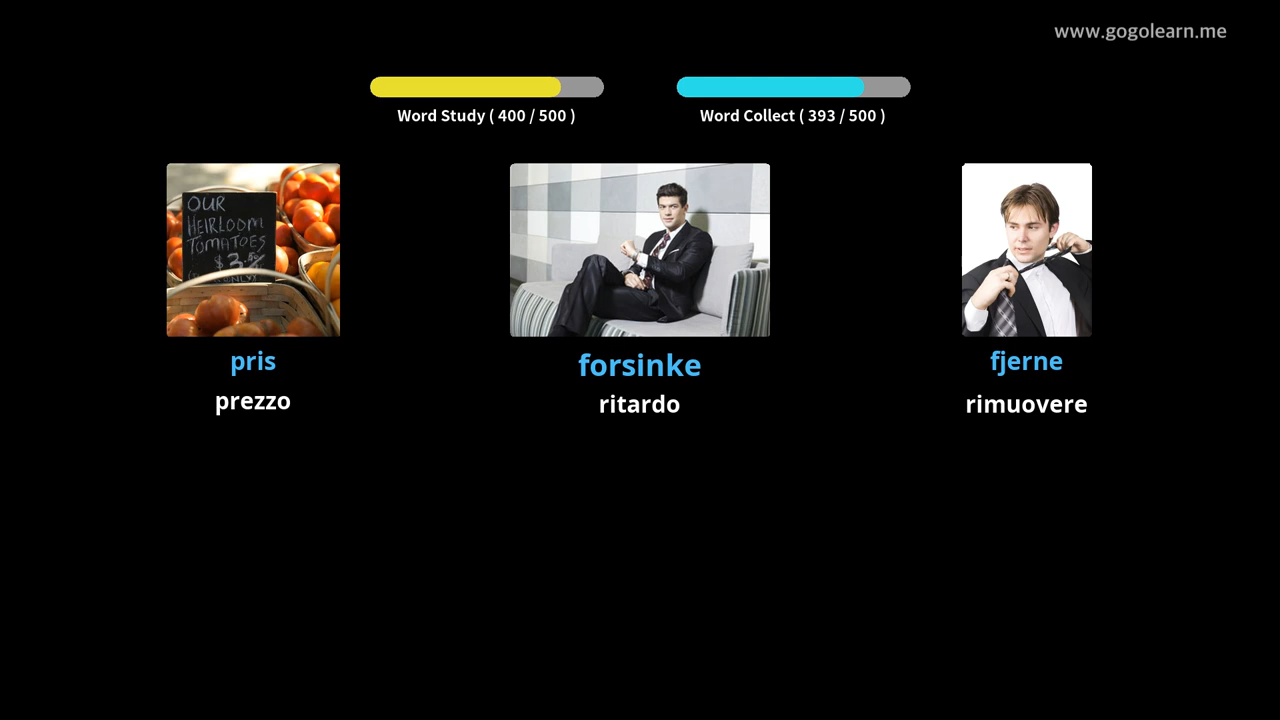 www.gogolearn.me
Word Study ( 400 / 500 )
Word Collect ( 393 / 500 )
OUR
HEIRLOOM
TOMATOES
pris
forsinke
fjerne
prezzo
ritardo
rimuovere